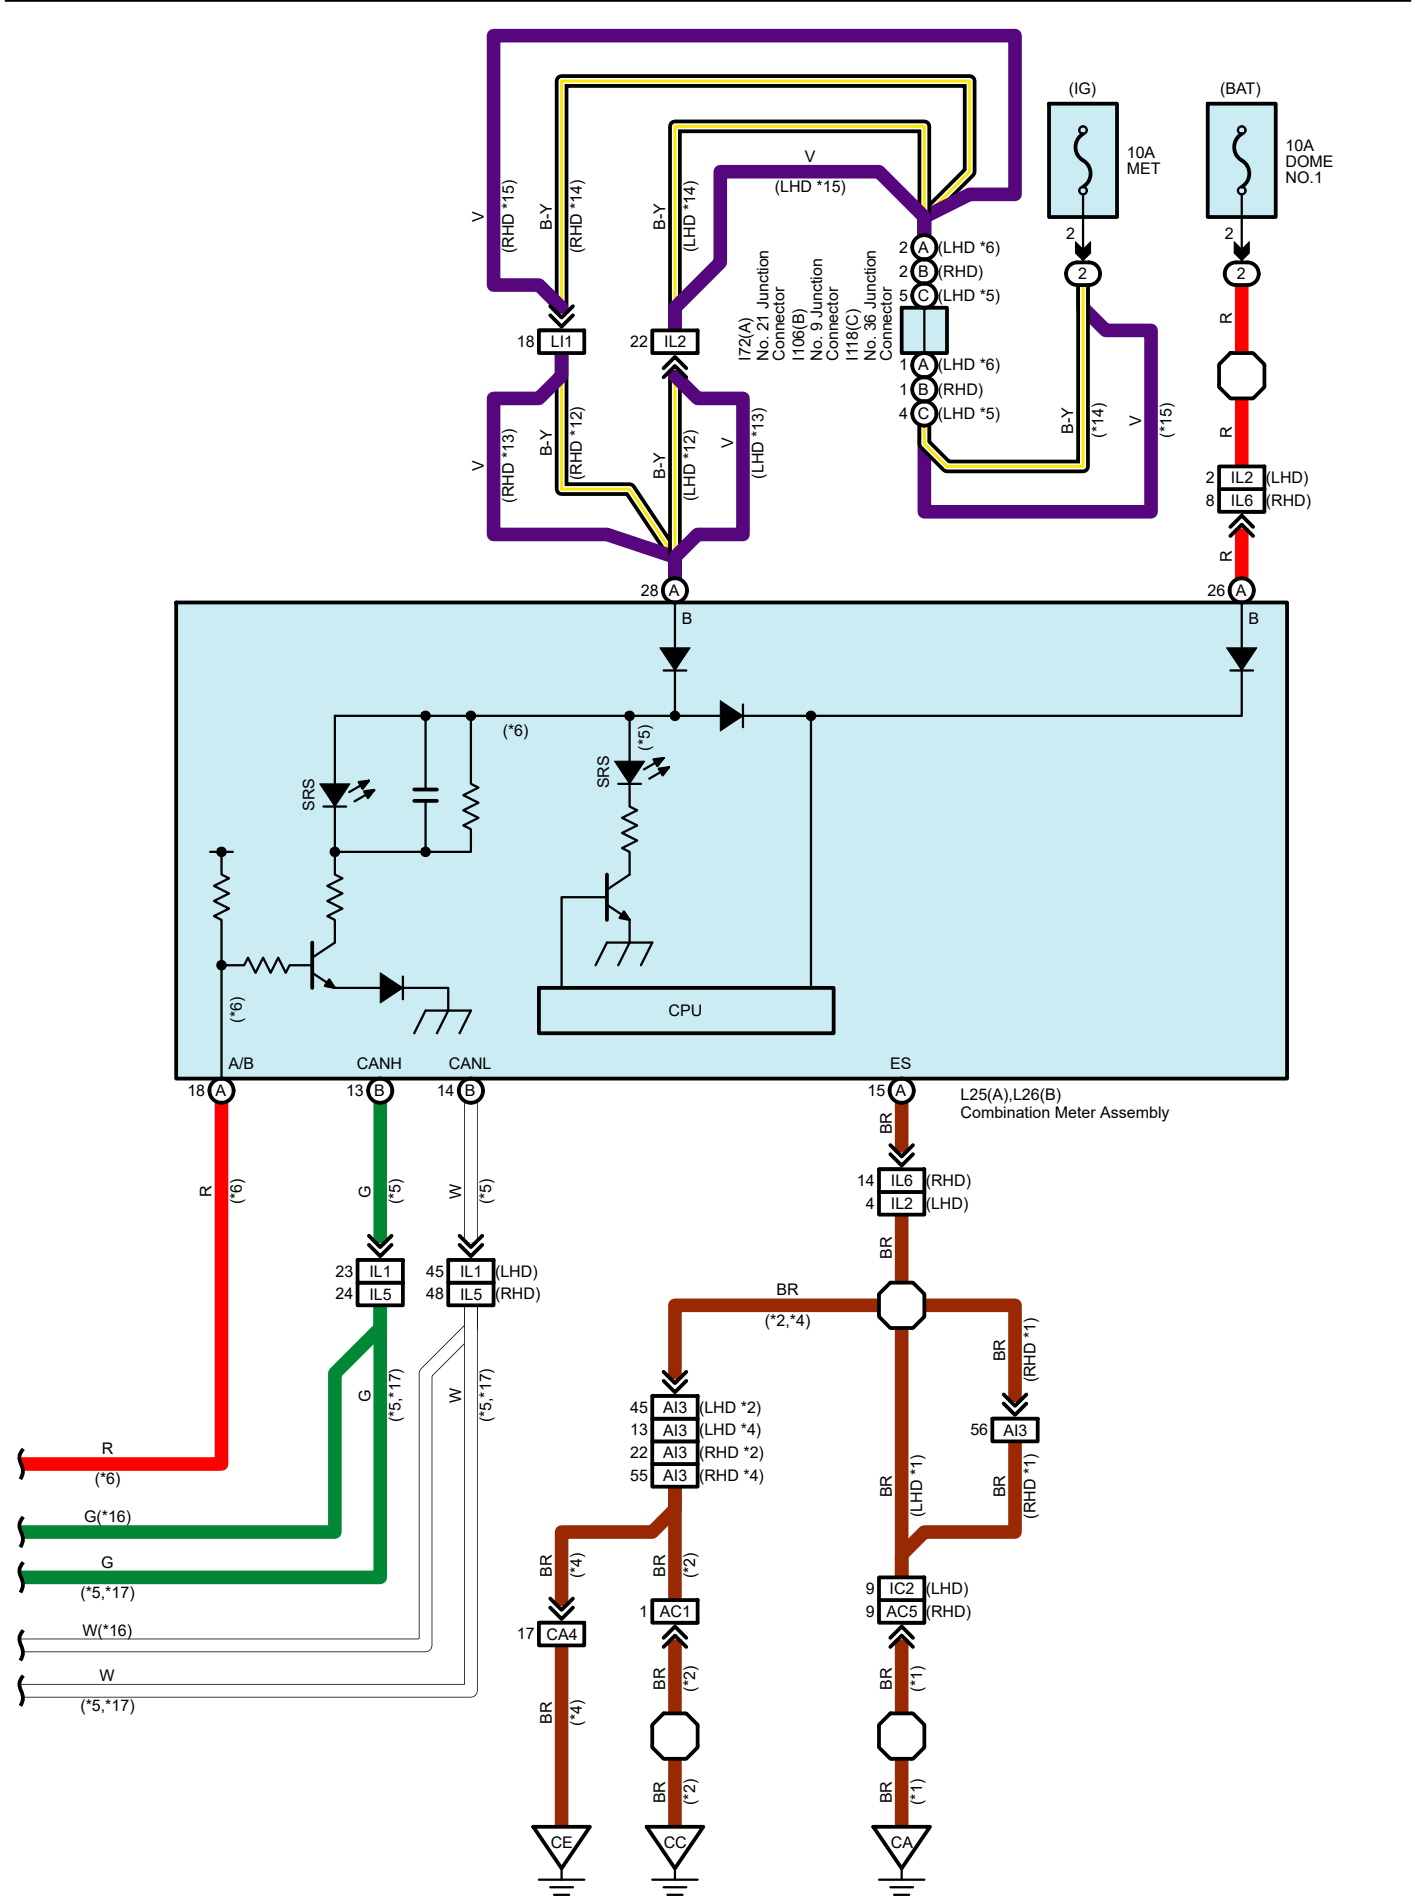 (IG)
(BAT)
10A
MET
10A
DOME
NO.1
2
2
2
2
V
(RHD *15)
B-Y
(RHD *14)
B-Y
(LHD *14)
V
(LHD *15)
2 A (LHD *6)
2 B (RHD)
5 C (LHD *5)
I72(A)
No. 21 Junction
Connector
I106(B)
No. 9 Junction
Connector
I118(C)
No. 36 Junction
Connector
1 A (LHD *6)
1 B (RHD)
4 C (LHD *5)
18 LI1
22 IL2
R
V
(RHD *13)
B-Y
(RHD *12)
B-Y
(LHD *12)
V
(LHD *13)
B-Y
(*14)
V
(*15)
R
2 IL2 (LHD)
8 IL6 (RHD)
R
28 A
26 A
B
B
(*6)
(*5)
SRS
SRS
(*6)
CPU
A/B
CANH
CANL
ES
18 A
13 B
14 B
15 A
L25(A),L26(B)
Combination Meter Assembly
BR
R
(*6)
G
(*5)
W
(*5)
14 IL6 (RHD)
4 IL2 (LHD)
BR
23 IL1
24 IL5
45 IL1 (LHD)
48 IL5 (RHD)
BR
(*2,*4)
BR
(RHD *1)
G
(*5,*17)
W
(*5,*17)
45 AI3 (LHD *2)
13 AI3 (LHD *4)
22 AI3 (RHD *2)
55 AI3 (RHD *4)
56 AI3
R
(*6)
BR
(LHD *1)
BR
(RHD *1)
G(*16)
G
(*5,*17)
BR
(*4)
BR
(*2)
9 IC2 (LHD)
9 AC5 (RHD)
1 AC1
17 CA4
W(*16)
W
(*5,*17)
BR
(*4)
BR
(*2)
BR
(*1)
BR
(*2)
BR
(*1)
CE
CC
CA